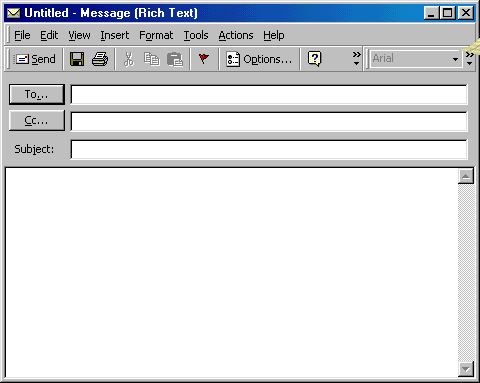 Untitled - Message (Rich Text)
File Edit View Insert Format Tools Actions Help
Send Options... Arial
To...
Cc...
Subject: